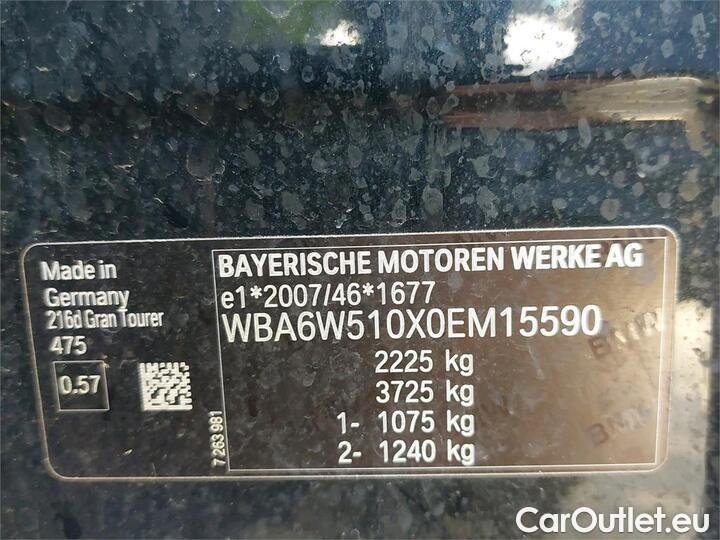 Made in
Germany
216d Gran Tourer
475
0.57
7 263 981
BAYERISCHE MOTOREN WERKE AG
e1*2007/46*1677
WBA6W510X0EM15590
2225 kg
3725 kg
1- 1075 kg
2- 1240 kg
BMW
CarOutlet.eu